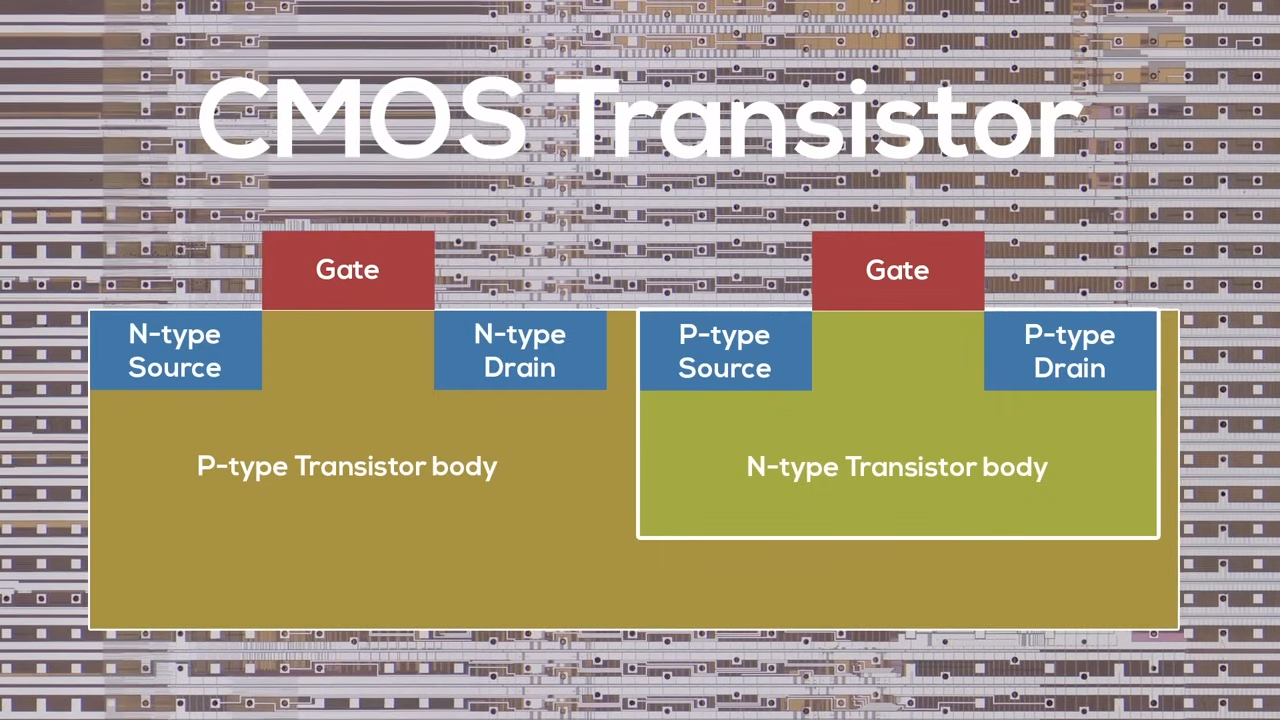 CMOS Transistor
Gate
Gate
N-type
Source
N-type
Drain
P-type
Source
P-type
Drain
P-type Transistor body
N-type Transistor body